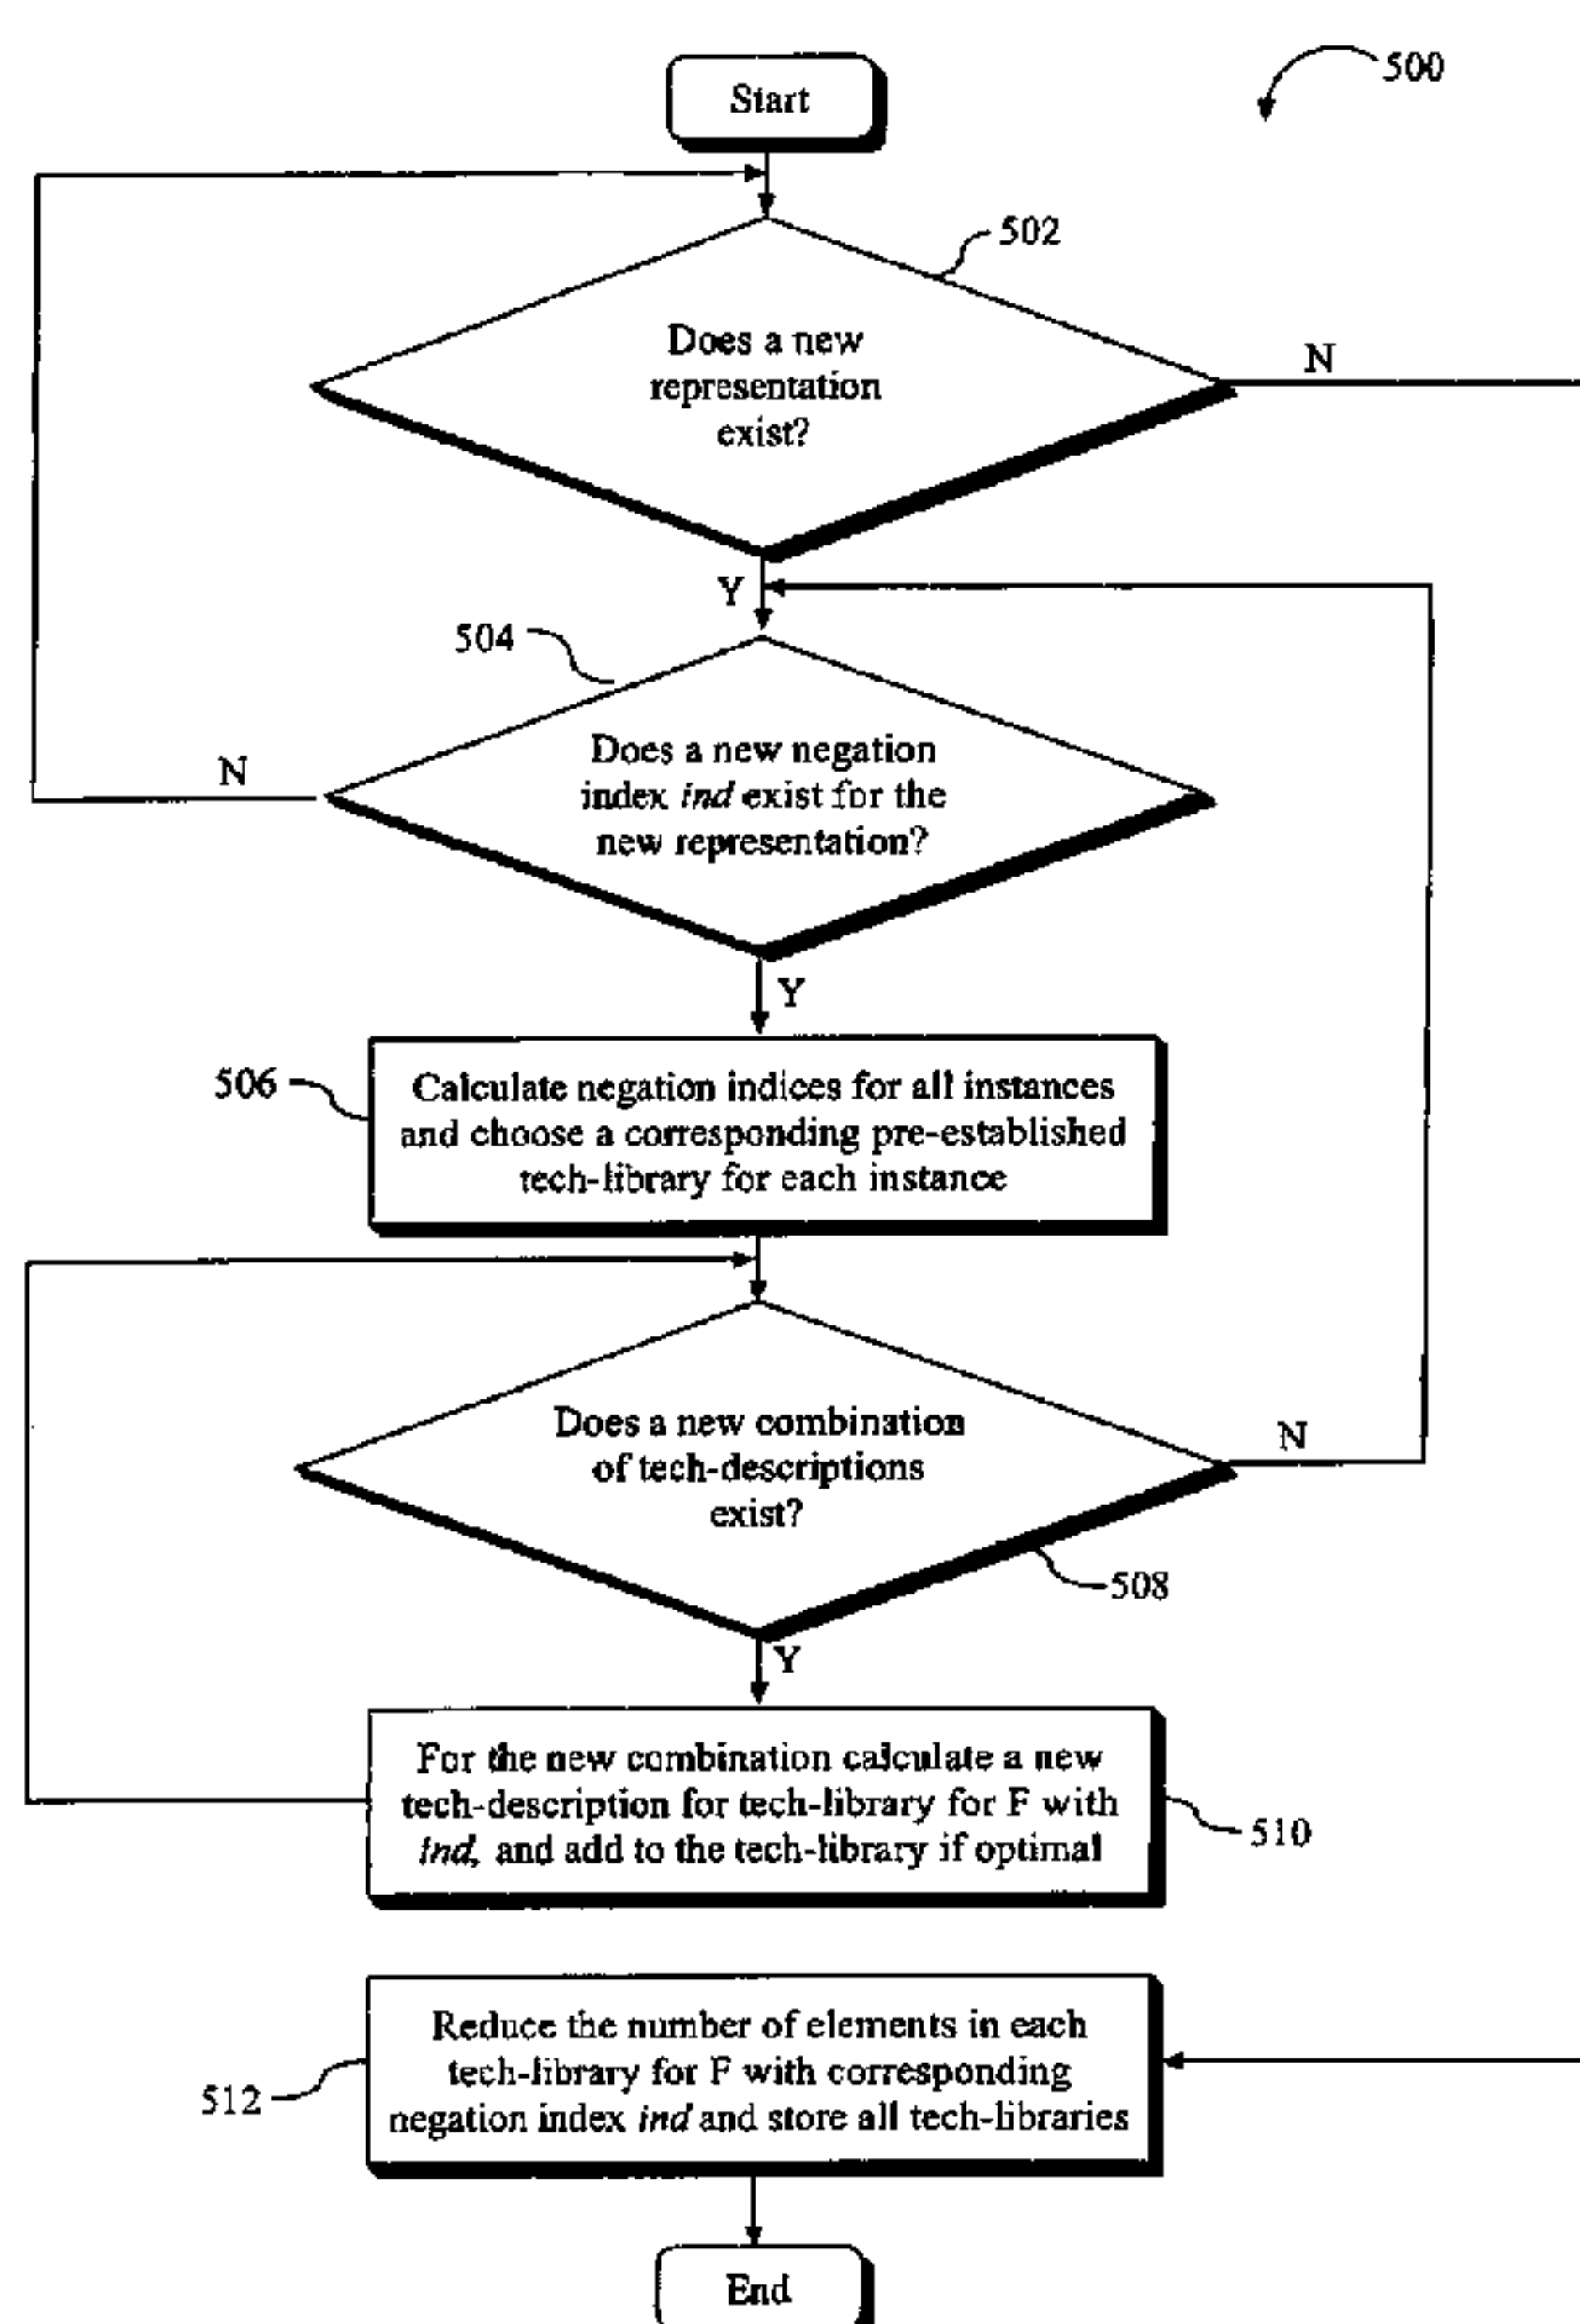 Start
500
502
Does a new
representation
exist?
N
Y
504
Does a new negation
index ind exist for the
new representation?
N
Y
506
Calculate negation indices for all instances
and choose a corresponding pre-established
tech-library for each instance
Does a new combination
of tech-descriptions
exist?
N
508
Y
For the new combination calculate a new
tech-description for tech-library for F with
ind, and add to the tech-library if optimal
510
Reduce the number of elements in each
tech-library for F with corresponding
negation index ind and store all tech-libraries
512
End